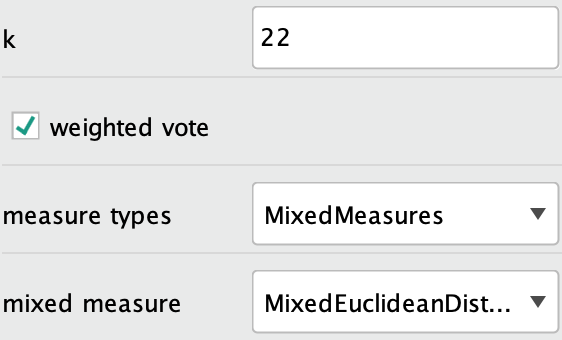 k 22
weighted vote
measure types MixedMeasures
mixed measure MixedEuclideanDist...